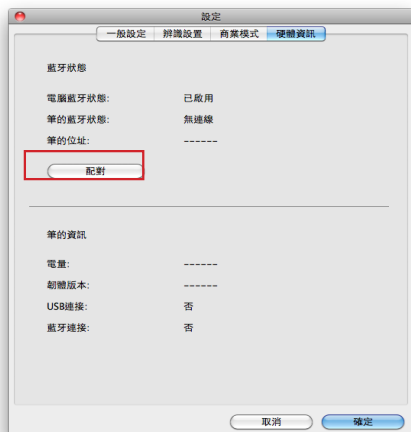 設定
一般設定 辨識設置 商業模式 硬體資訊
藍牙狀態
電腦藍牙狀態: 已啟用
筆的藍牙狀態: 無連線
筆的位址: ------
配對
筆的資訊
電量: ------
韌體版本: ------
USB連接: 否
藍牙連接: 否
取消 確定